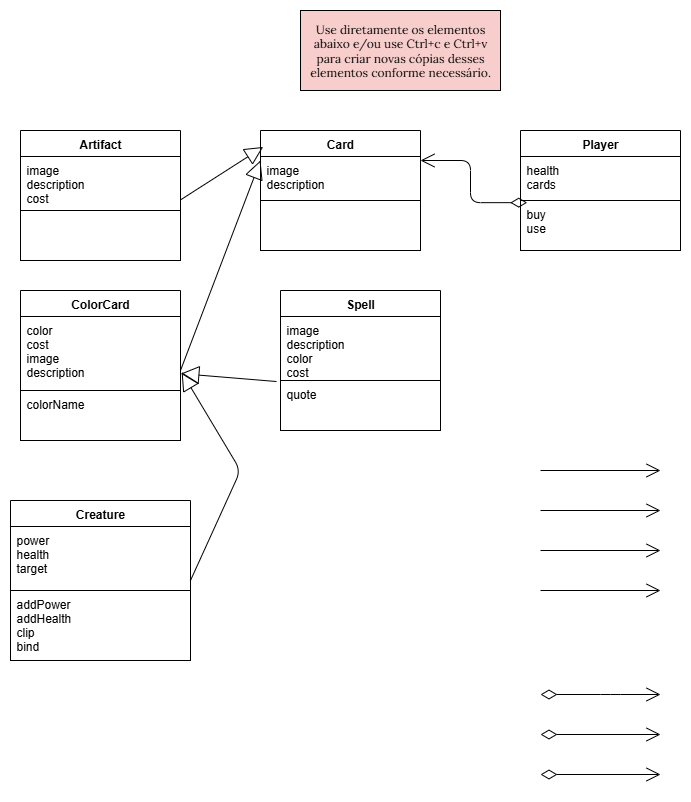 Use diretamente os elementos
abaixo e/ou use Ctrl+c e Ctrl+v
para criar novas cópias desses
elementos conforme necessário.
Artifact
image
description
cost
Card
image
description
Player
health
cards
buy
use
ColorCard
color
cost
image
description
colorName
Spell
image
description
color
cost
quote
Creature
power
health
target
addPower
addHealth
clip
bind